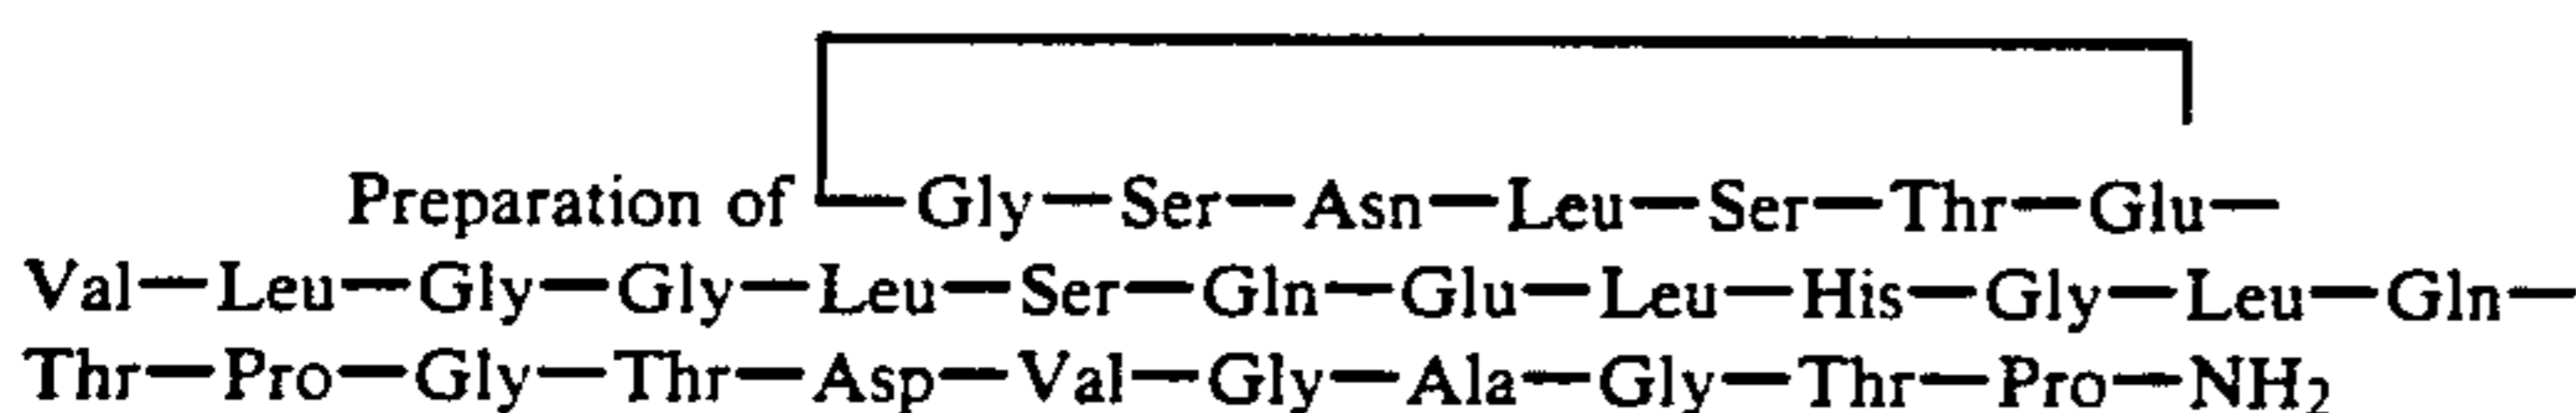 Preparation of —Gly—Ser—Asn—Leu—Ser—Thr—Glu—
Val—Leu—Gly—Gly—Leu—Ser—Gln—Glu—Leu—His—Gly—Leu—Gln—
Thr—Pro—Gly—Thr—Asp—Val—Gly—Ala—Gly—Thr—Pro—NH2